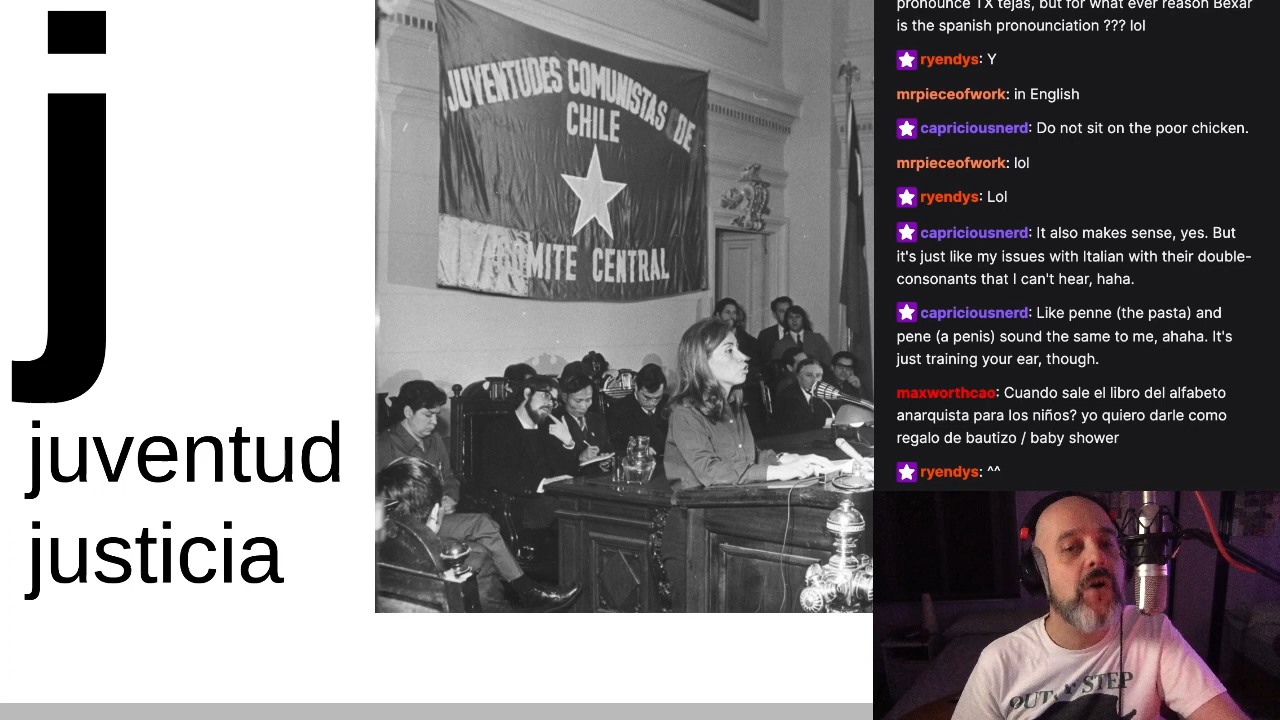 j
juventud
justicia
JUVENTUDES COMUNISTAS DE
CHILE
COMITE CENTRAL
pronounce TX tejas, but for what ever reason Bexar
is the spanish pronounciation ??? lol
ryendys: Y
mrpieceofwork: in English
capriciousnerd: Do not sit on the poor chicken.
mrpieceofwork: lol
ryendys: Lol
capriciousnerd: It also makes sense, yes. But
it's just like my issues with Italian with their double-
consonants that I can't hear, haha.
capriciousnerd: Like penne (the pasta) and
pene (a penis) sound the same to me, ahaha. It's
just training your ear, though.
maxworthcao: Cuando sale el libro del alfabeto
anarquista para los niños? yo quiero darle como
regalo de bautizo / baby shower
ryendys: ^^
OUT OF STEP